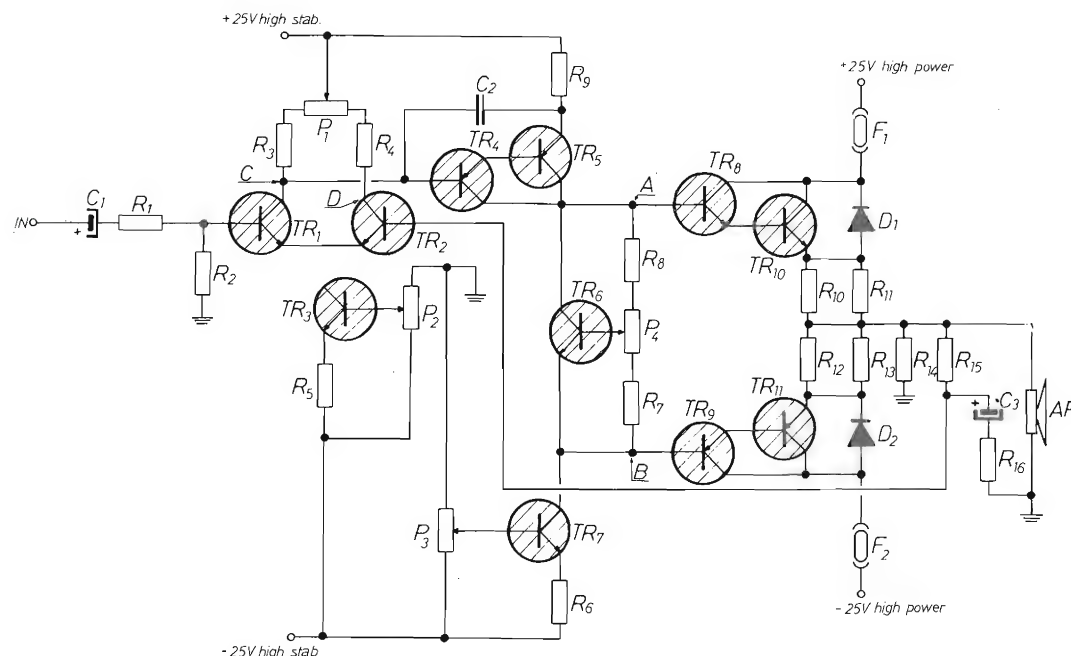 +25V high stab.
+25V high power
R9
C2
F1
P1
R3
R4
TR4
TR5
TR8
C
A
D1
C1
D
TR10
IN
R1
+
TR1
TR2
R8
R10
R11
R2
TR6
TR3
P2
P4
R12
R13
R14
R15
R5
R7
TR11
+
C3
AP
TR9
D2
B
R16
P3
TR7
F2
R6
-25V high power
-25V high stab